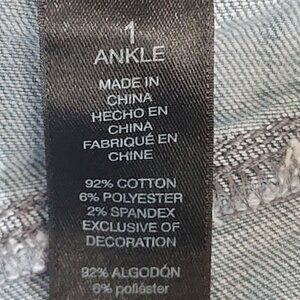 1
ANKLE
MADE IN
CHINA
HECHO EN
CHINA
FABRIQUÉ EN
CHINE
92% COTTON
6% POLYESTER
2% SPANDEX
EXCLUSIVE OF
DECORATION
92% ALGODÓN
6% poliéster